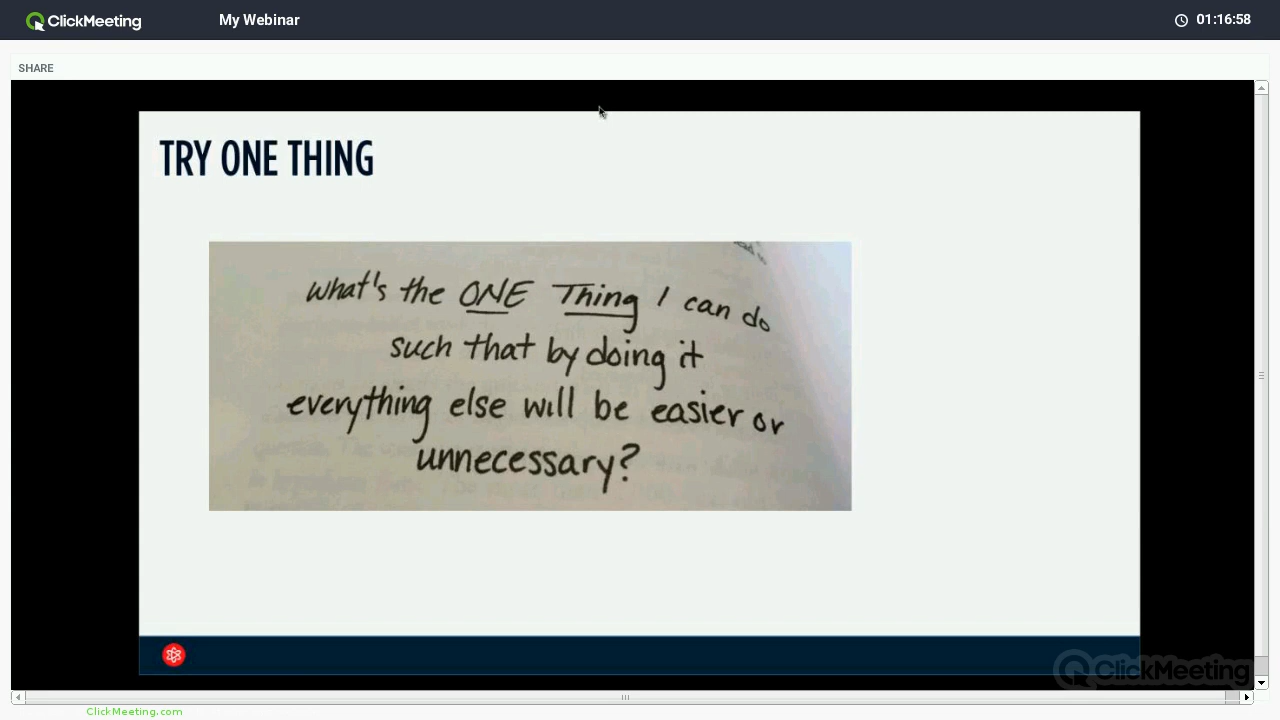 ClickMeeting My Webinar 01:16:58
SHARE
TRY ONE THING
what's the ONE Thing I can do
such that by doing it
everything else will be easier or
unnecessary?
ClickMeeting
ClickMeeting.com